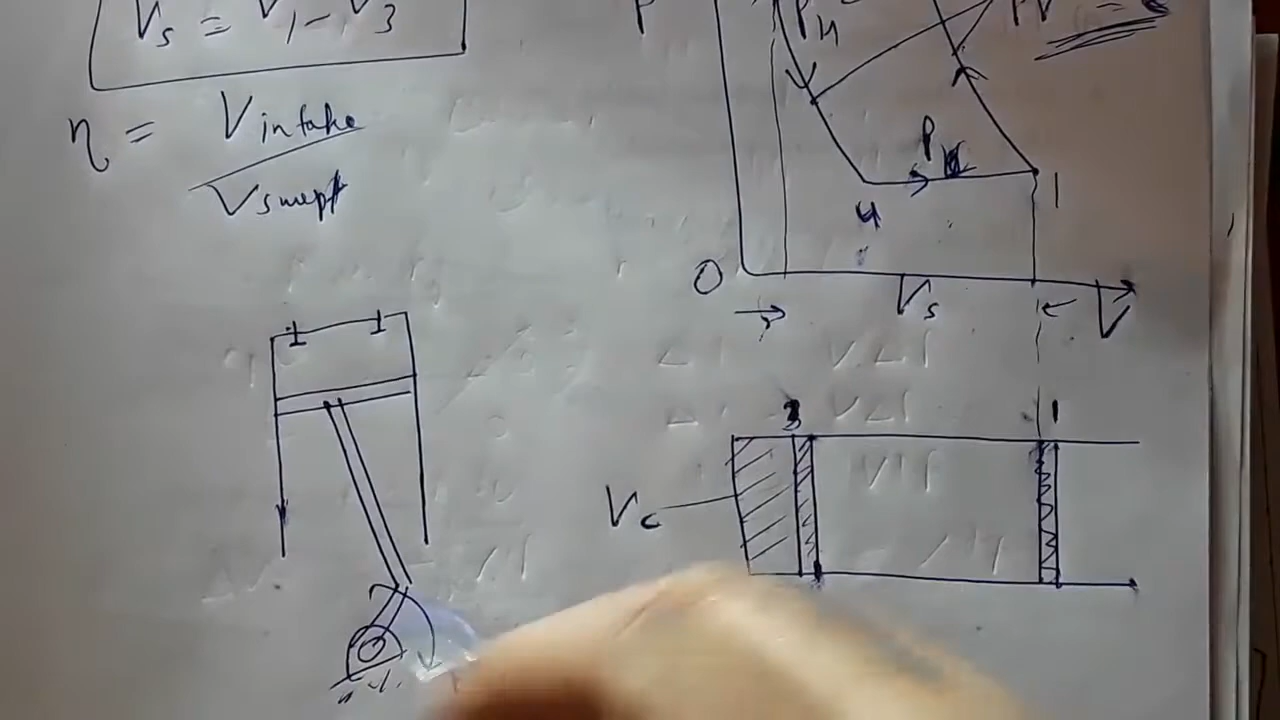 Vs = V1 - V3
η = Vintake
Vswept
P
PV =
4
1
O
Vs
V
3
1
Vc